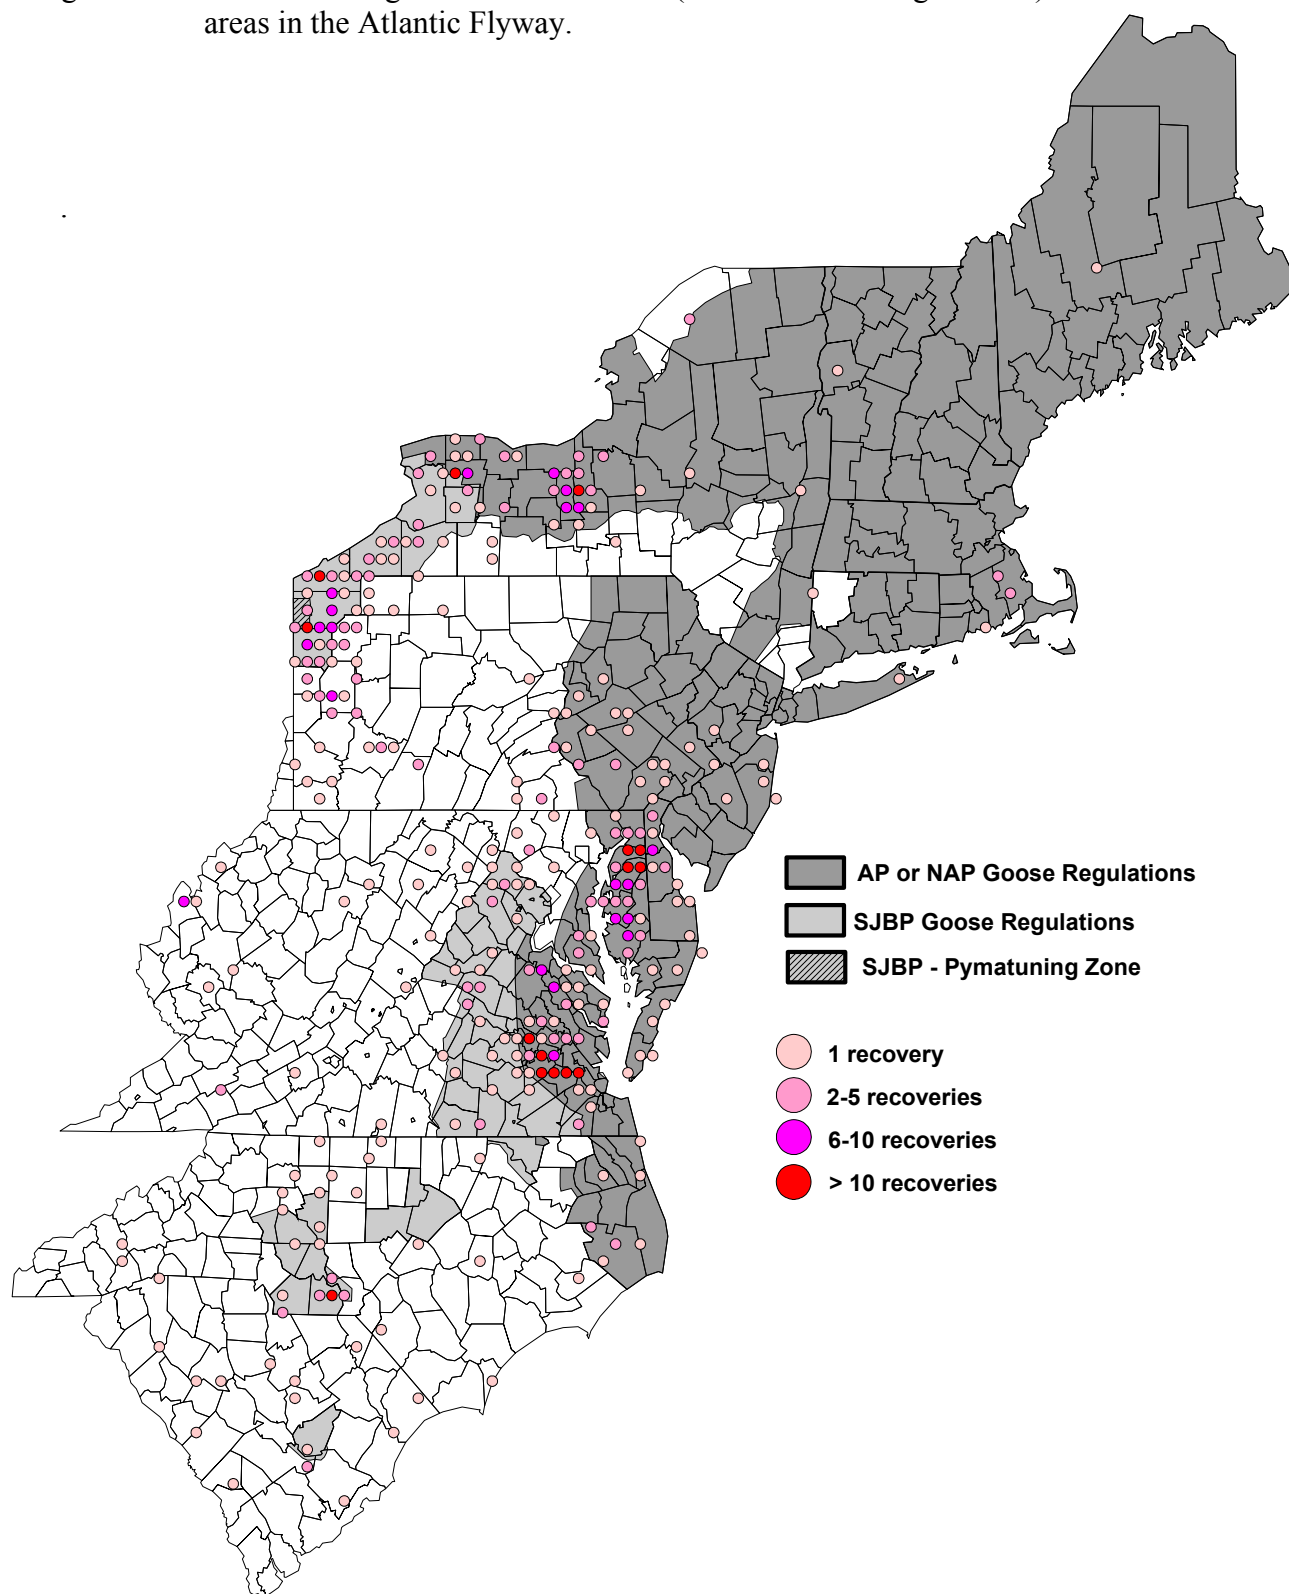 areas in the Atlantic Flyway.
.
AP or NAP Goose Regulations
SJBP Goose Regulations
SJBP - Pymatuning Zone
1 recovery
2-5 recoveries
6-10 recoveries
> 10 recoveries